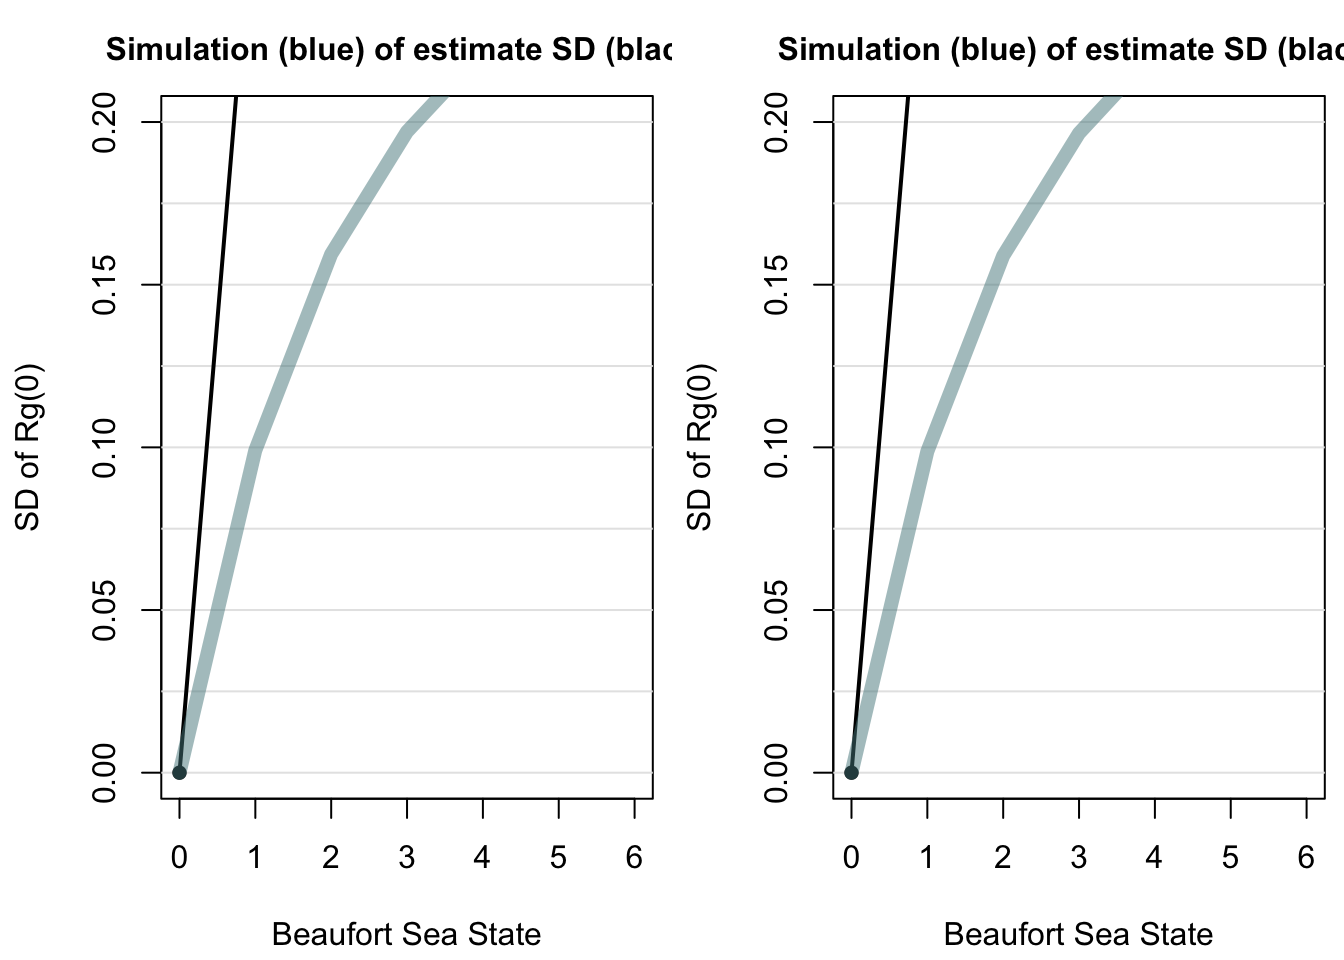 Simulation (blue) of estimate SD (blac
SD of Rg(0)
0.20
0.15
0.10
0.05
0.00
0 1 2 3 4 5 6
Beaufort Sea State
Simulation (blue) of estimate SD (blac
SD of Rg(0)
0.20
0.15
0.10
0.05
0.00
0 1 2 3 4 5 6
Beaufort Sea State